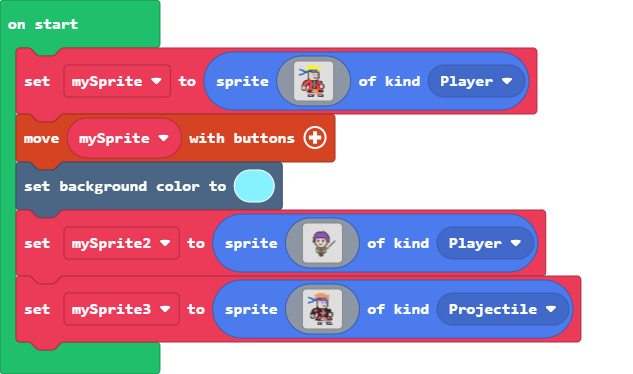 on start
set mySprite to sprite of kind Player
move mySprite with buttons
set background color to
set mySprite2 to sprite of kind Player
set mySprite3 to sprite of kind Projectile